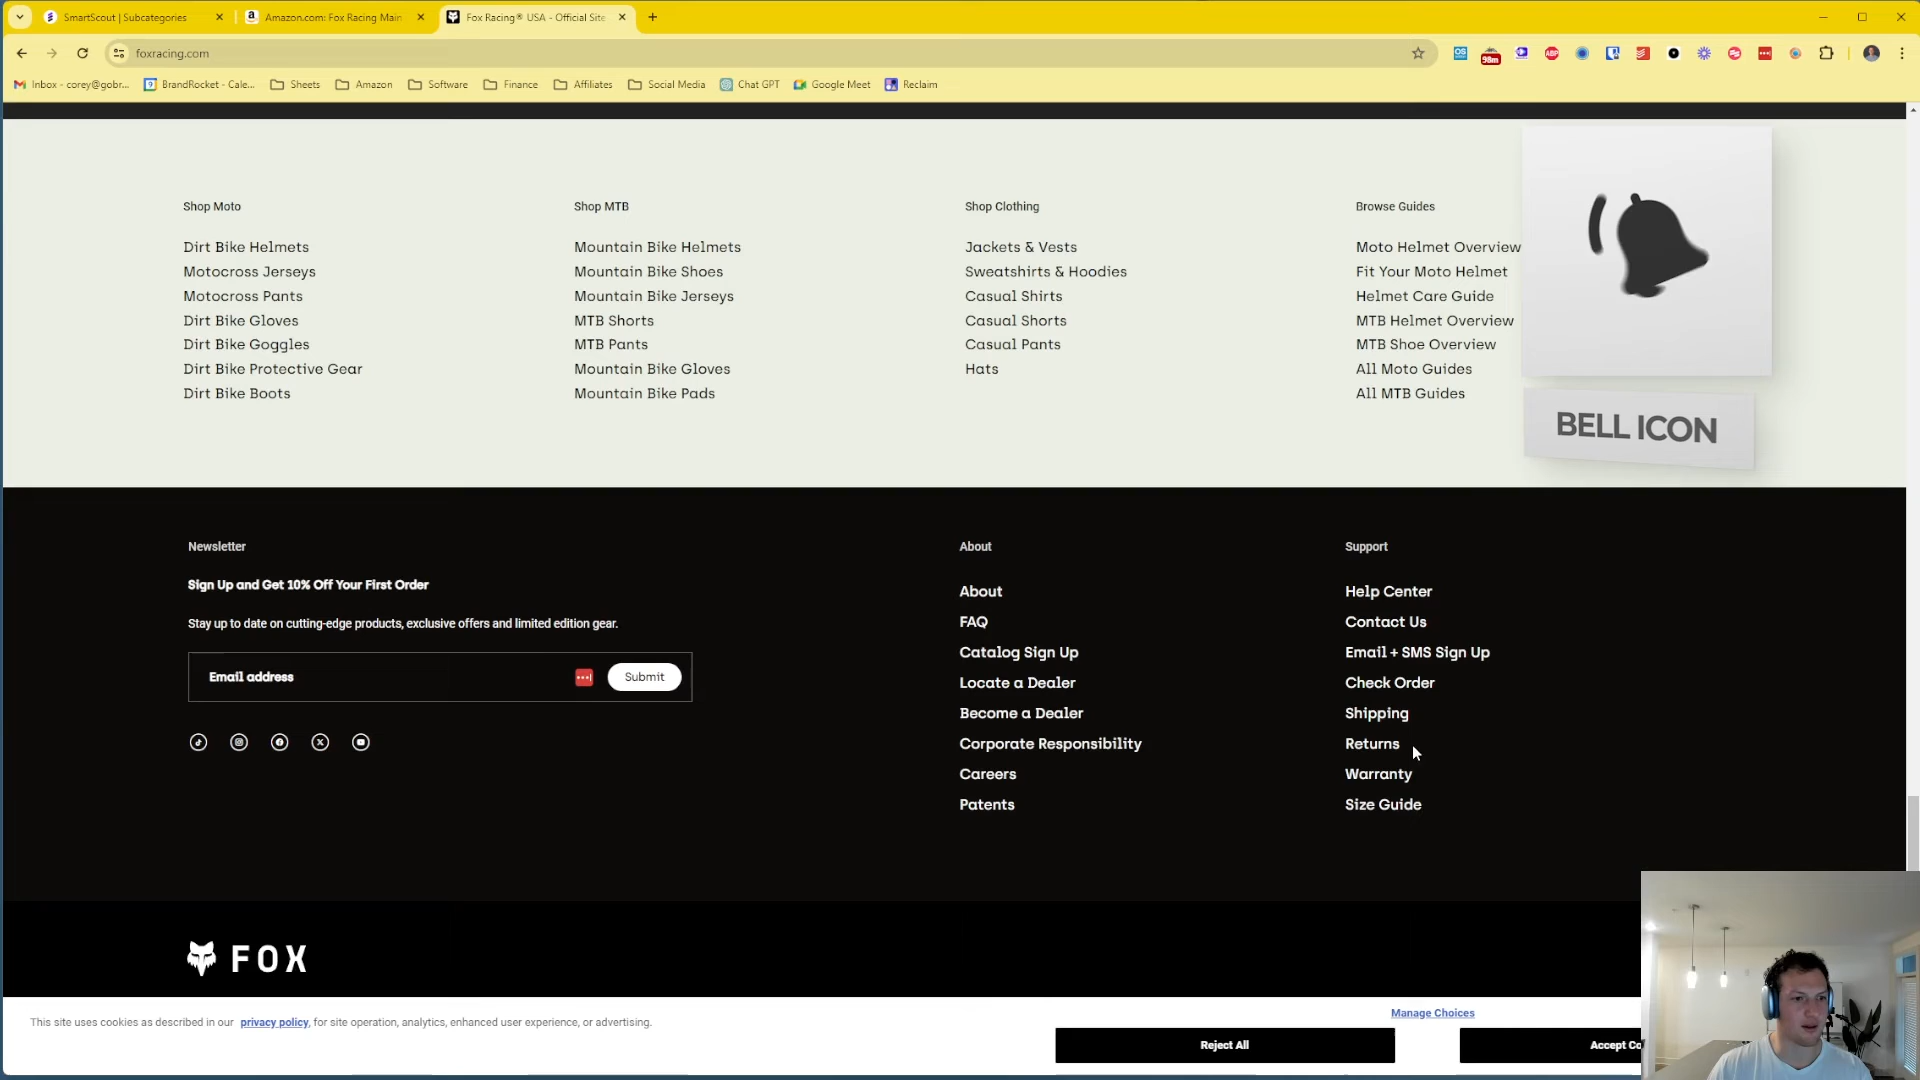 SmartScout | Subcategories
Amazon.com: Fox Racing Main
Fox Racing® USA - Official Site
foxracing.com
98m
ABP
Inbox - corey@gobr...
BrandRocket - Cale...
Sheets
Amazon
Software
Finance
Affiliates
Social Media
Chat GPT
Google Meet
Reclaim
Shop Moto
Dirt Bike Helmets
Motocross Jerseys
Motocross Pants
Dirt Bike Gloves
Dirt Bike Goggles
Dirt Bike Protective Gear
Dirt Bike Boots
Shop MTB
Mountain Bike Helmets
Mountain Bike Shoes
Mountain Bike Jerseys
MTB Shorts
MTB Pants
Mountain Bike Gloves
Mountain Bike Pads
Shop Clothing
Jackets & Vests
Sweatshirts & Hoodies
Casual Shirts
Casual Shorts
Casual Pants
Hats
Browse Guides
Moto Helmet Overview
Fit Your Moto Helmet
Helmet Care Guide
MTB Helmet Overview
MTB Shoe Overview
All Moto Guides
All MTB Guides
BELL ICON
Newsletter
Sign Up and Get 10% Off Your First Order
Stay up to date on cutting-edge products, exclusive offers and limited edition gear.
Email address
Submit
About
About
FAQ
Catalog Sign Up
Locate a Dealer
Become a Dealer
Corporate Responsibility
Careers
Patents
Support
Help Center
Contact Us
Email + SMS Sign Up
Check Order
Shipping
Returns
Warranty
Size Guide
FOX
This site uses cookies as described in our privacy policy, for site operation, analytics, enhanced user experience, or advertising.
Manage Choices
Reject All
Accept Co